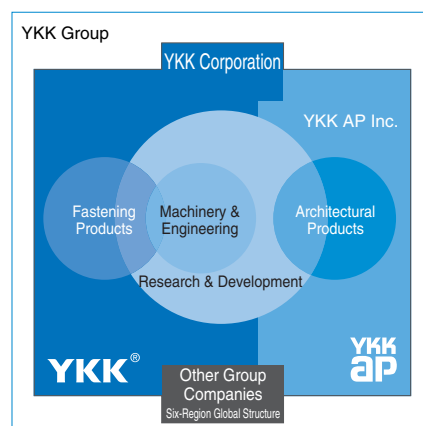 YKK Group
YKK Corporation
YKK AP Inc.
Fastening
Products
Machinery &
Engineering
Architectural
Products
Research & Development
YKK®
YKK
ap
Other Group
Companies
Six-Region Global Structure